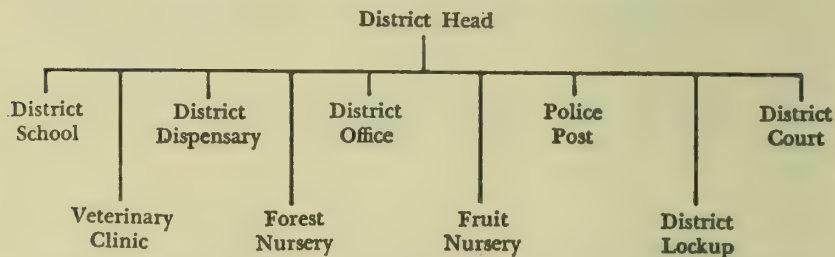 District Head
District
School
District
Dispensary
District
Office
Police
Post
District
Court
Veterinary
Clinic
Forest
Nursery
Fruit
Nursery
District
Lockup